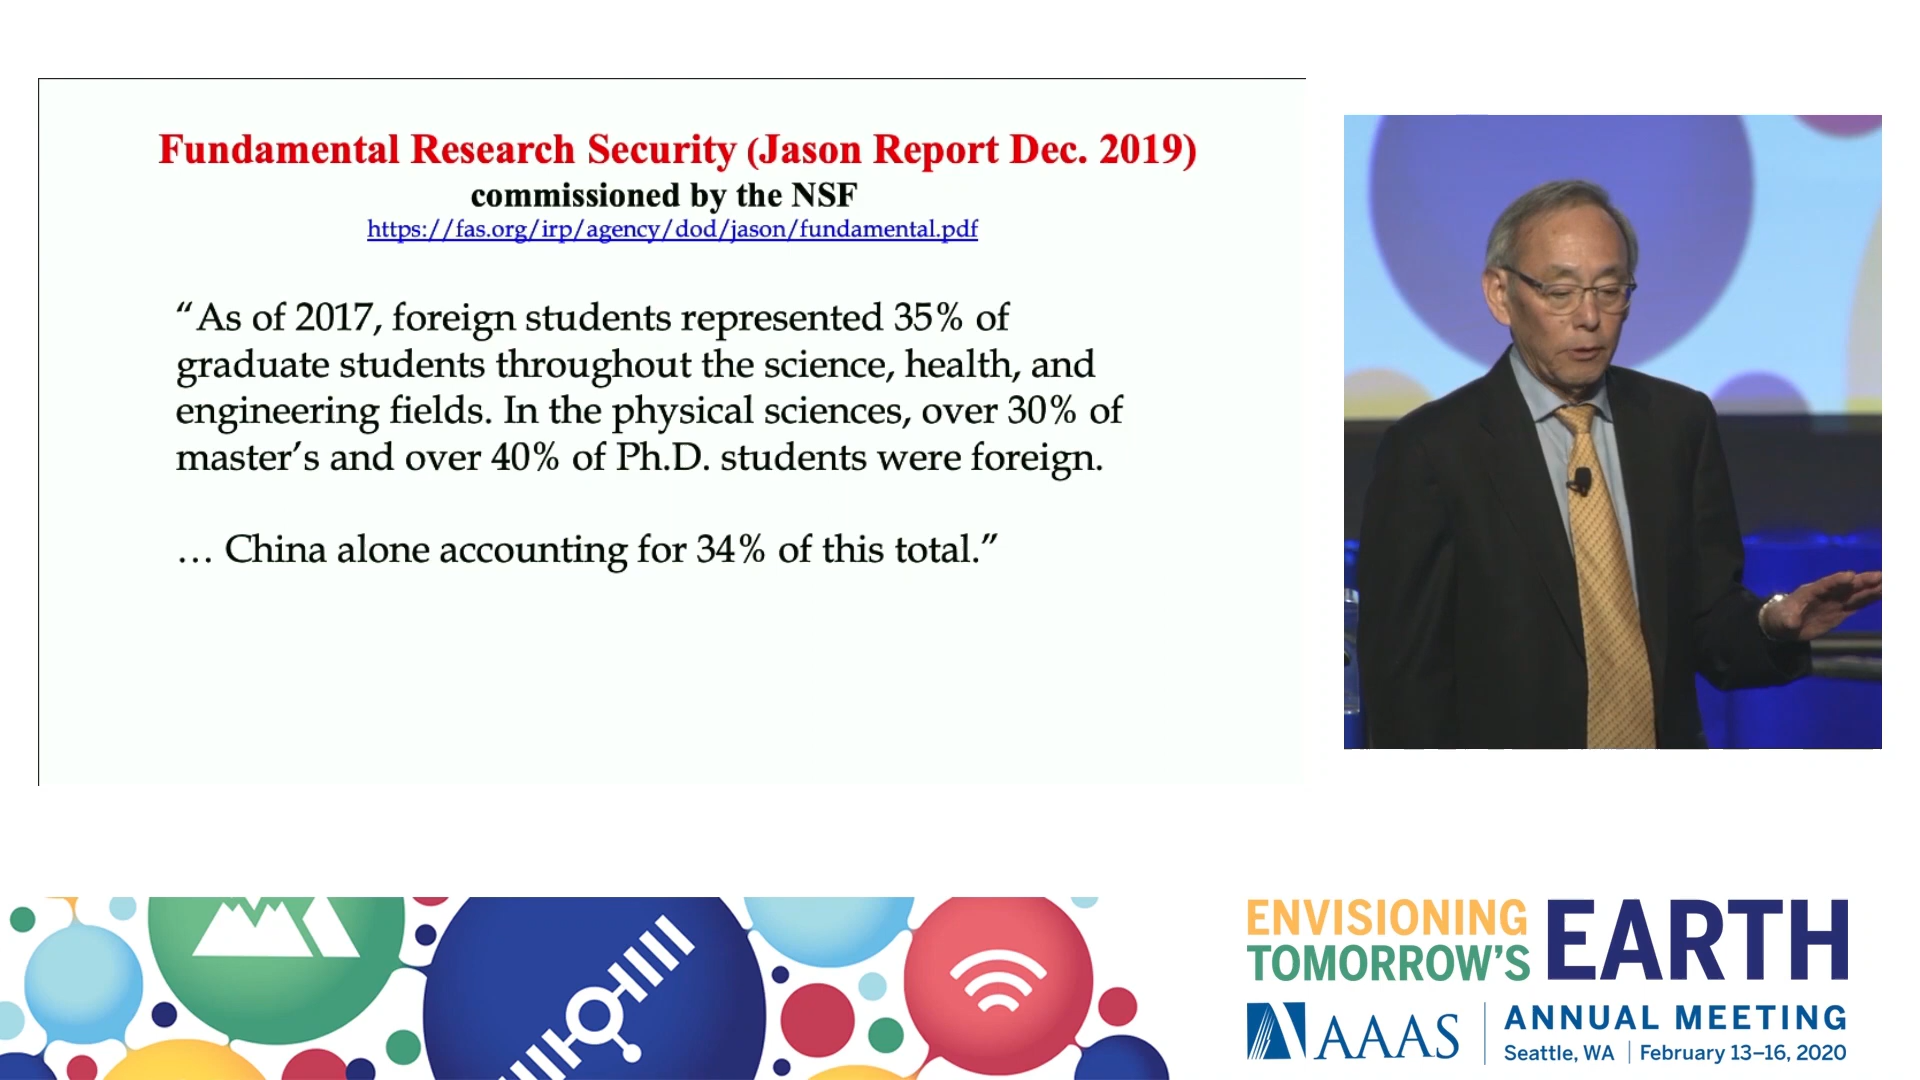 Fundamental Research Security (Jason Report Dec. 2019)
commissioned by the NSF
https://fas.org/irp/agency/dod/jason/fundamental.pdf
“As of 2017, foreign students represented 35% of
graduate students throughout the science, health, and
engineering fields. In the physical sciences, over 30% of
master’s and over 40% of Ph.D. students were foreign.
… China alone accounting for 34% of this total.”
ENVISIONING
TOMORROW’S
EARTH
AAAS
ANNUAL MEETING
Seattle, WA | February 13–16, 2020